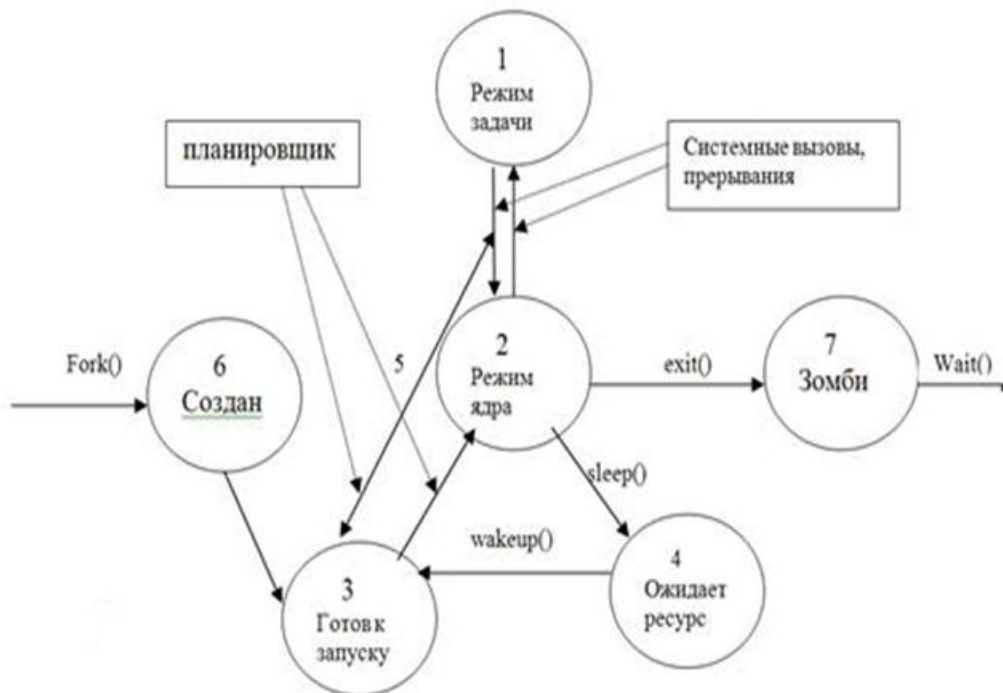 1
Режим
задачи
планировщик
Системные вызовы,
прерывания
Fork()
6
Создан
5
2
Режим
ядра
exit()
7
Зомби
Wait()
sleep()
wakeup()
3
Готов к
запуску
4
Ожидает
ресурс